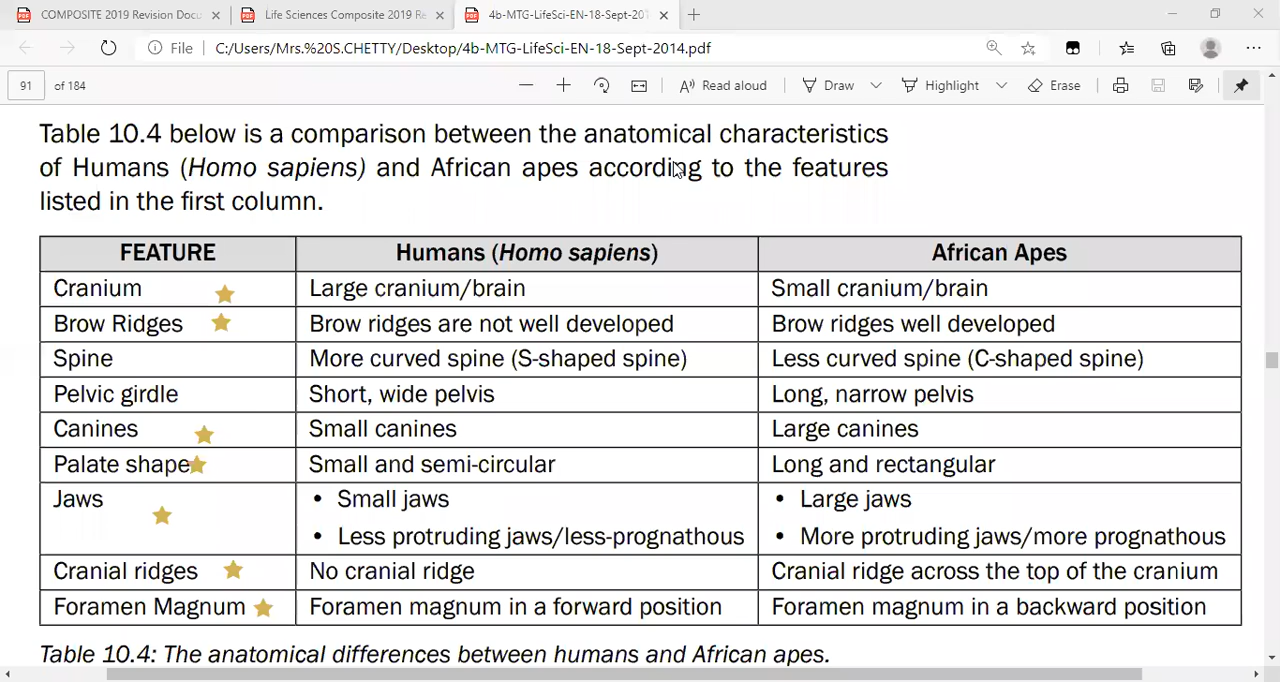 COMPOSITE 2019 Revision Docu
Life Sciences Composite 2019 Re
4b-MTG-LifeSci-EN-18-Sept-201
File C:/Users/Mrs.%20S.CHETTY/Desktop/4b-MTG-LifeSci-EN-18-Sept-2014.pdf
91 of 184 Read aloud Draw Highlight Erase
Table 10.4 below is a comparison between the anatomical characteristics
of Humans (Homo sapiens) and African apes according to the features
listed in the first column.
FEATURE Humans (Homo sapiens) African Apes
Cranium Large cranium/brain Small cranium/brain
Brow Ridges Brow ridges are not well developed Brow ridges well developed
Spine More curved spine (S-shaped spine) Less curved spine (C-shaped spine)
Pelvic girdle Short, wide pelvis Long, narrow pelvis
Canines Small canines Large canines
Palate shape Small and semi-circular Long and rectangular
Jaws • Small jaws • Large jaws
• Less protruding jaws/less-prognathous • More protruding jaws/more prognathous
Cranial ridges No cranial ridge Cranial ridge across the top of the cranium
Foramen Magnum Foramen magnum in a forward position Foramen magnum in a backward position
Table 10.4: The anatomical differences between humans and African apes.